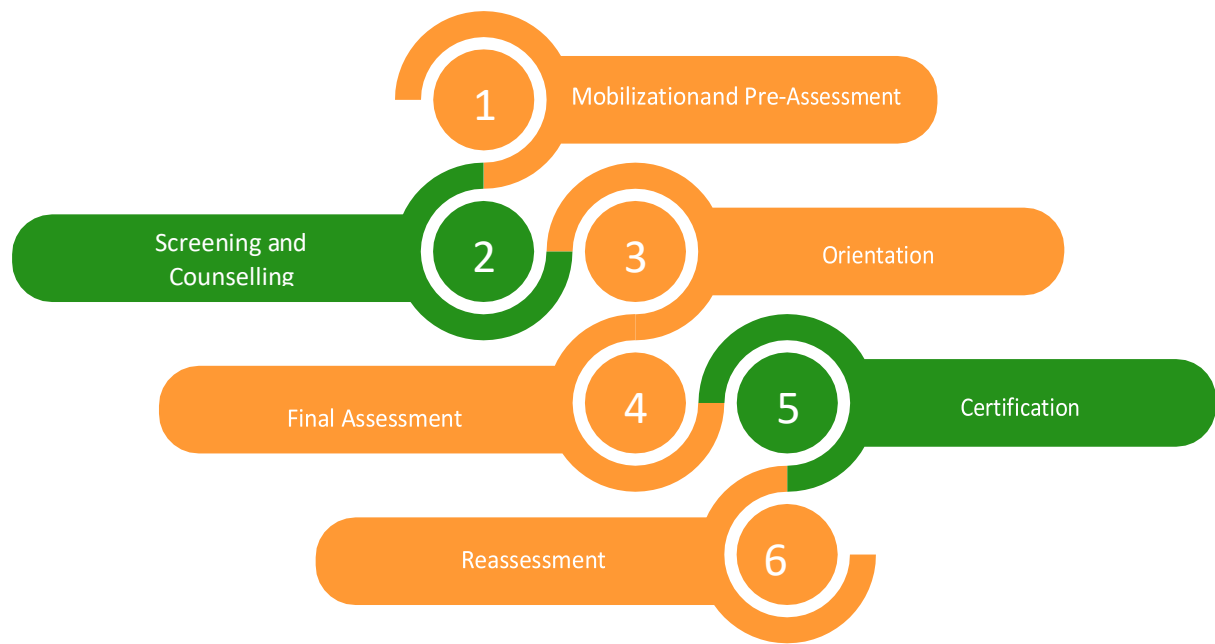 1
Mobilizationand Pre-Assessment
Screening and
Counselling
2
3
Orientation
Final Assessment
4
5
Certification
Reassessment
6